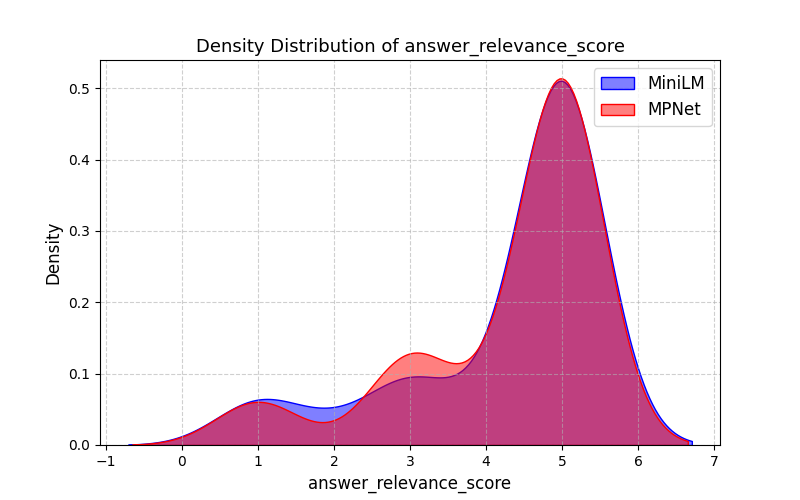 Density Distribution of answer_relevance_score
MiniLM
MPNet
Density
0.5
0.4
0.3
0.2
0.1
0.0
−1 0 1 2 3 4 5 6 7
answer_relevance_score